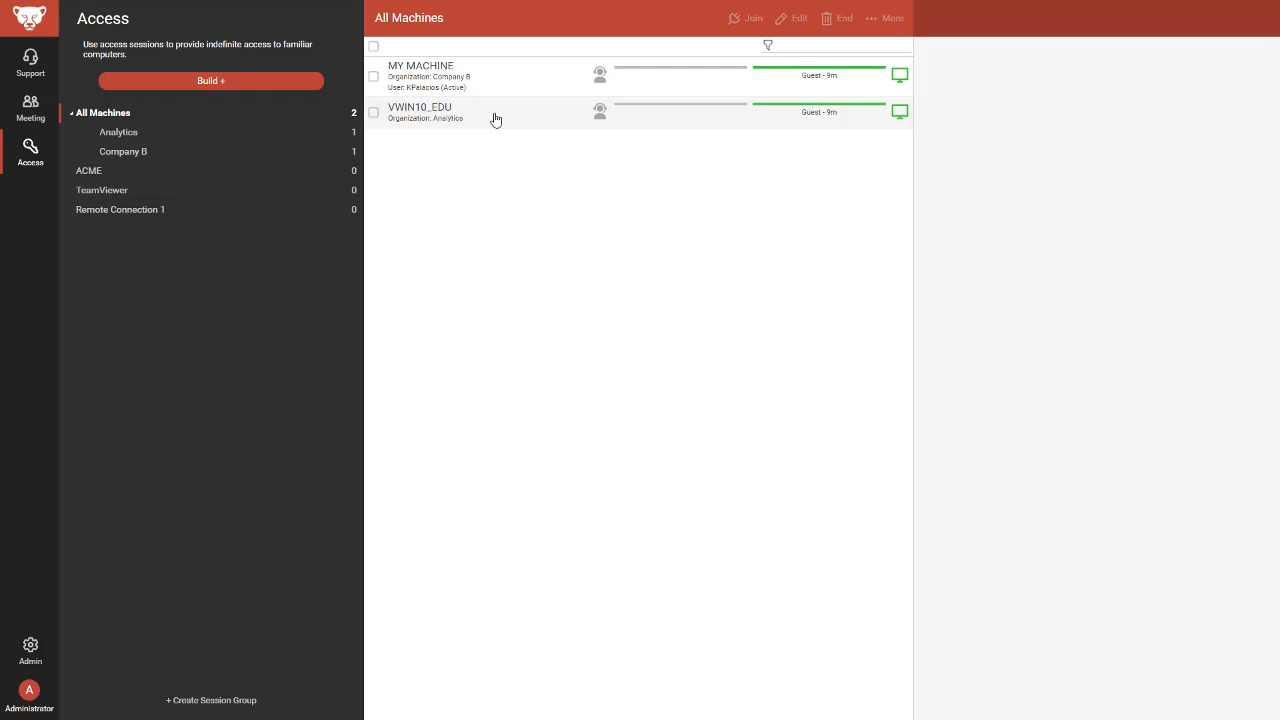 Access
Use access sessions to provide indefinite access to familiar
computers.
Build +
All Machines 2
Analytics 1
Company B 1
ACME 0
TeamViewer 0
Remote Connection 1 0
+ Create Session Group
Support
Meeting
Access
Admin
A
Administrator
All Machines
Join
Edit
End
More
MY MACHINE
Organization: Company B
User: KPalacios (Active)
Guest - 9m
VWIN10_EDU
Organization: Analytics
Guest - 9m